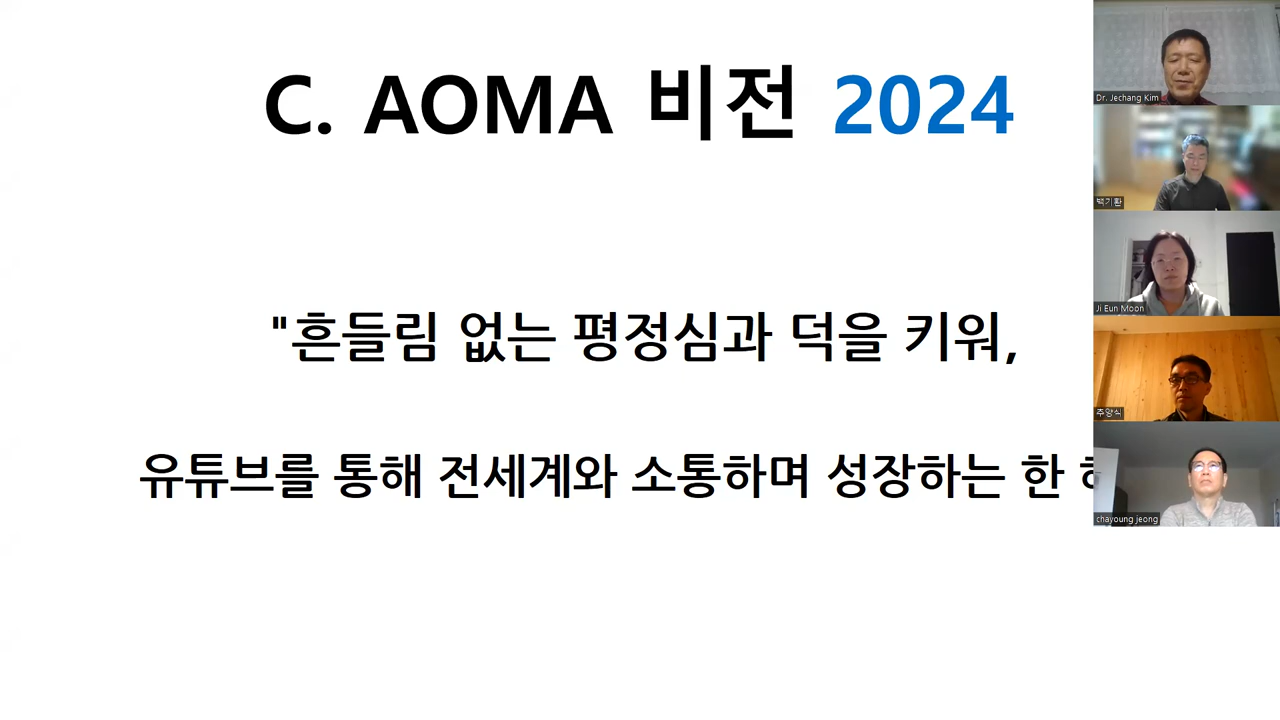 C. AOMA 비전 2024
"흔들림 없는 평정심과 덕을 키워,
유튜브를 통해 전세계와 소통하며 성장하는 한
Dr. Jechang Kim
백기환
Ji Eun Moon
추양식
chayoung jeong